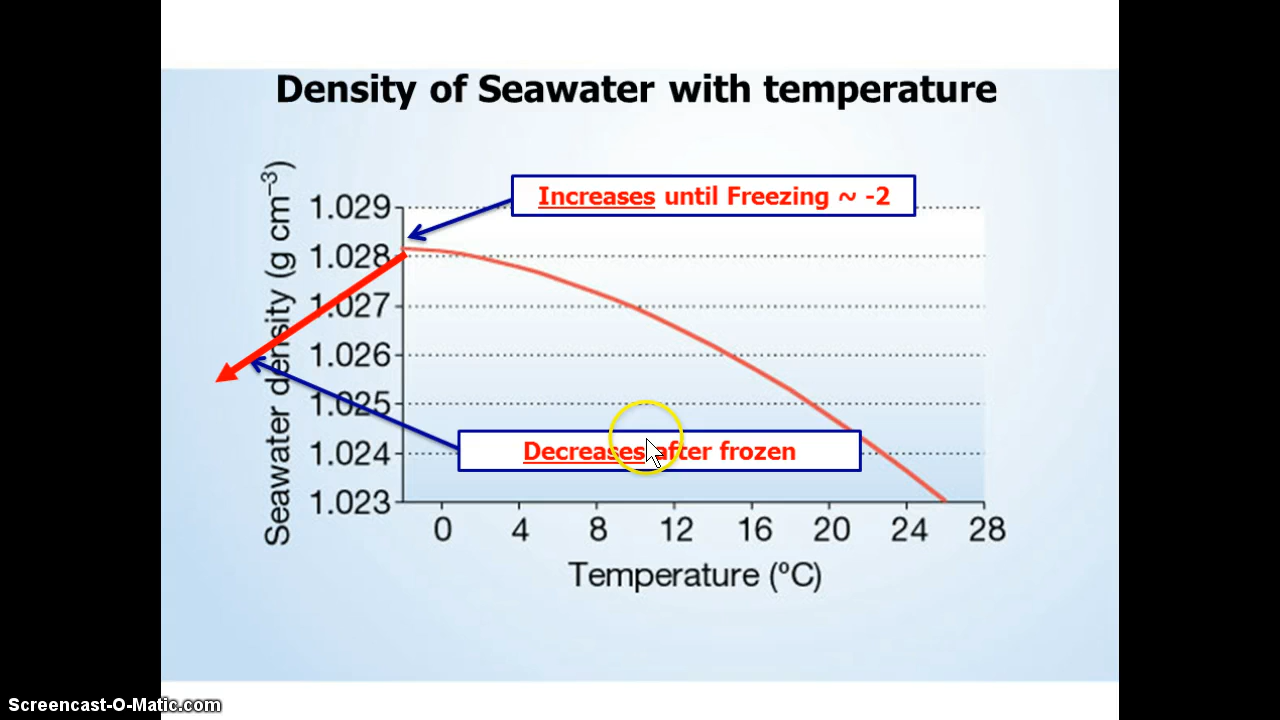 Density of Seawater with temperature
Increases until Freezing ~ -2
Seawater density (g cm⁻³)
1.029
1.028
1.027
1.026
1.025
1.024
1.023
Decreases after frozen
0 4 8 12 16 20 24 28
Temperature (ºC)
Screencast-O-Matic.com